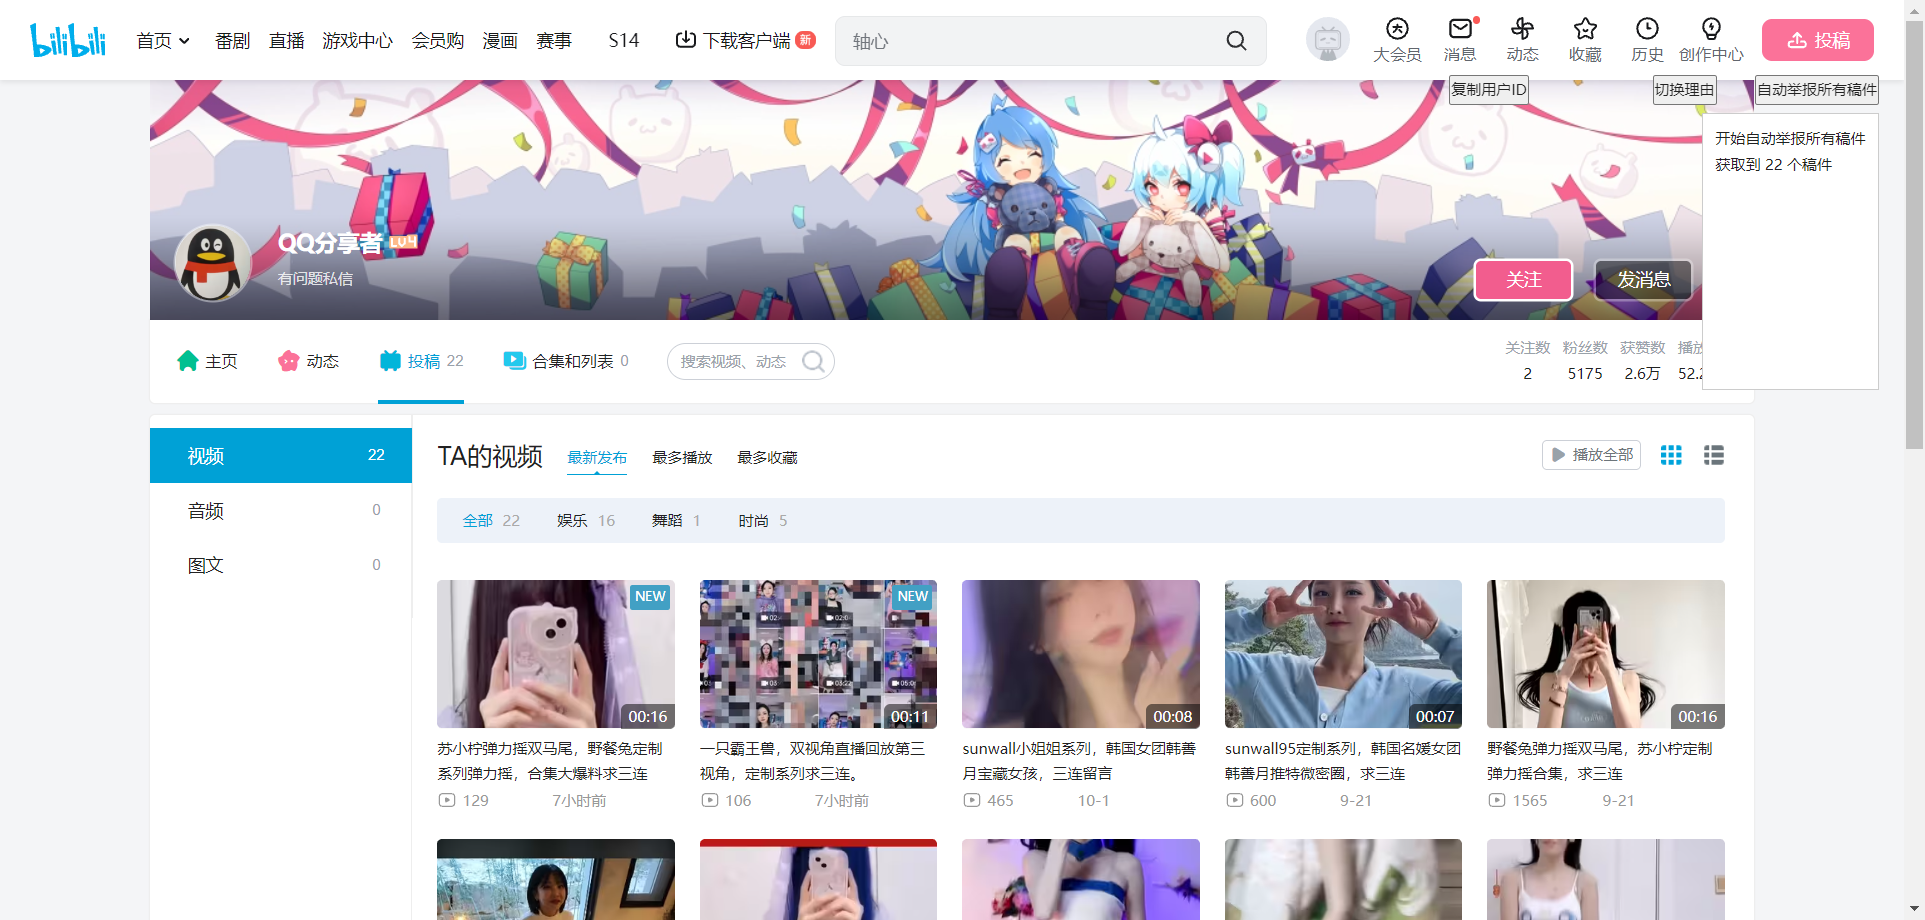 bilibili
首页
番剧
直播
游戏中心
会员购
漫画
赛事
S14
下载客户端
新
轴心
大会员
消息
动态
收藏
历史
创作中心
投稿
复制用户ID
切换理由
自动举报所有稿件
开始自动举报所有稿件
获取到 22 个稿件
QQ分享者 LV4
有问题私信
关注
发消息
主页
动态
投稿 22
合集和列表 0
搜索视频、动态
关注数 粉丝数 获赞数 播放
2 5175 2.6万 52.2
视频 22
音频 0
图文 0
TA的视频
最新发布
最多播放
最多收藏
播放全部
全部 22
娱乐 16
舞蹈 1
时尚 5
NEW
00:16
苏小柠弹力摇双马尾，野餐兔定制
系列弹力摇，合集大爆料求三连
129 7小时前
NEW
00:11
一只霸王兽，双视角直播回放第三
视角，定制系列求三连。
106 7小时前
00:08
sunwall小姐姐系列，韩国女团韩善
月宝藏女孩，三连留言
465 10-1
00:07
sunwall95定制系列，韩国名媛女团
韩善月推特微密圈，求三连
600 9-21
00:16
野餐兔弹力摇双马尾，苏小柠定制
弹力摇合集，求三连
1565 9-21